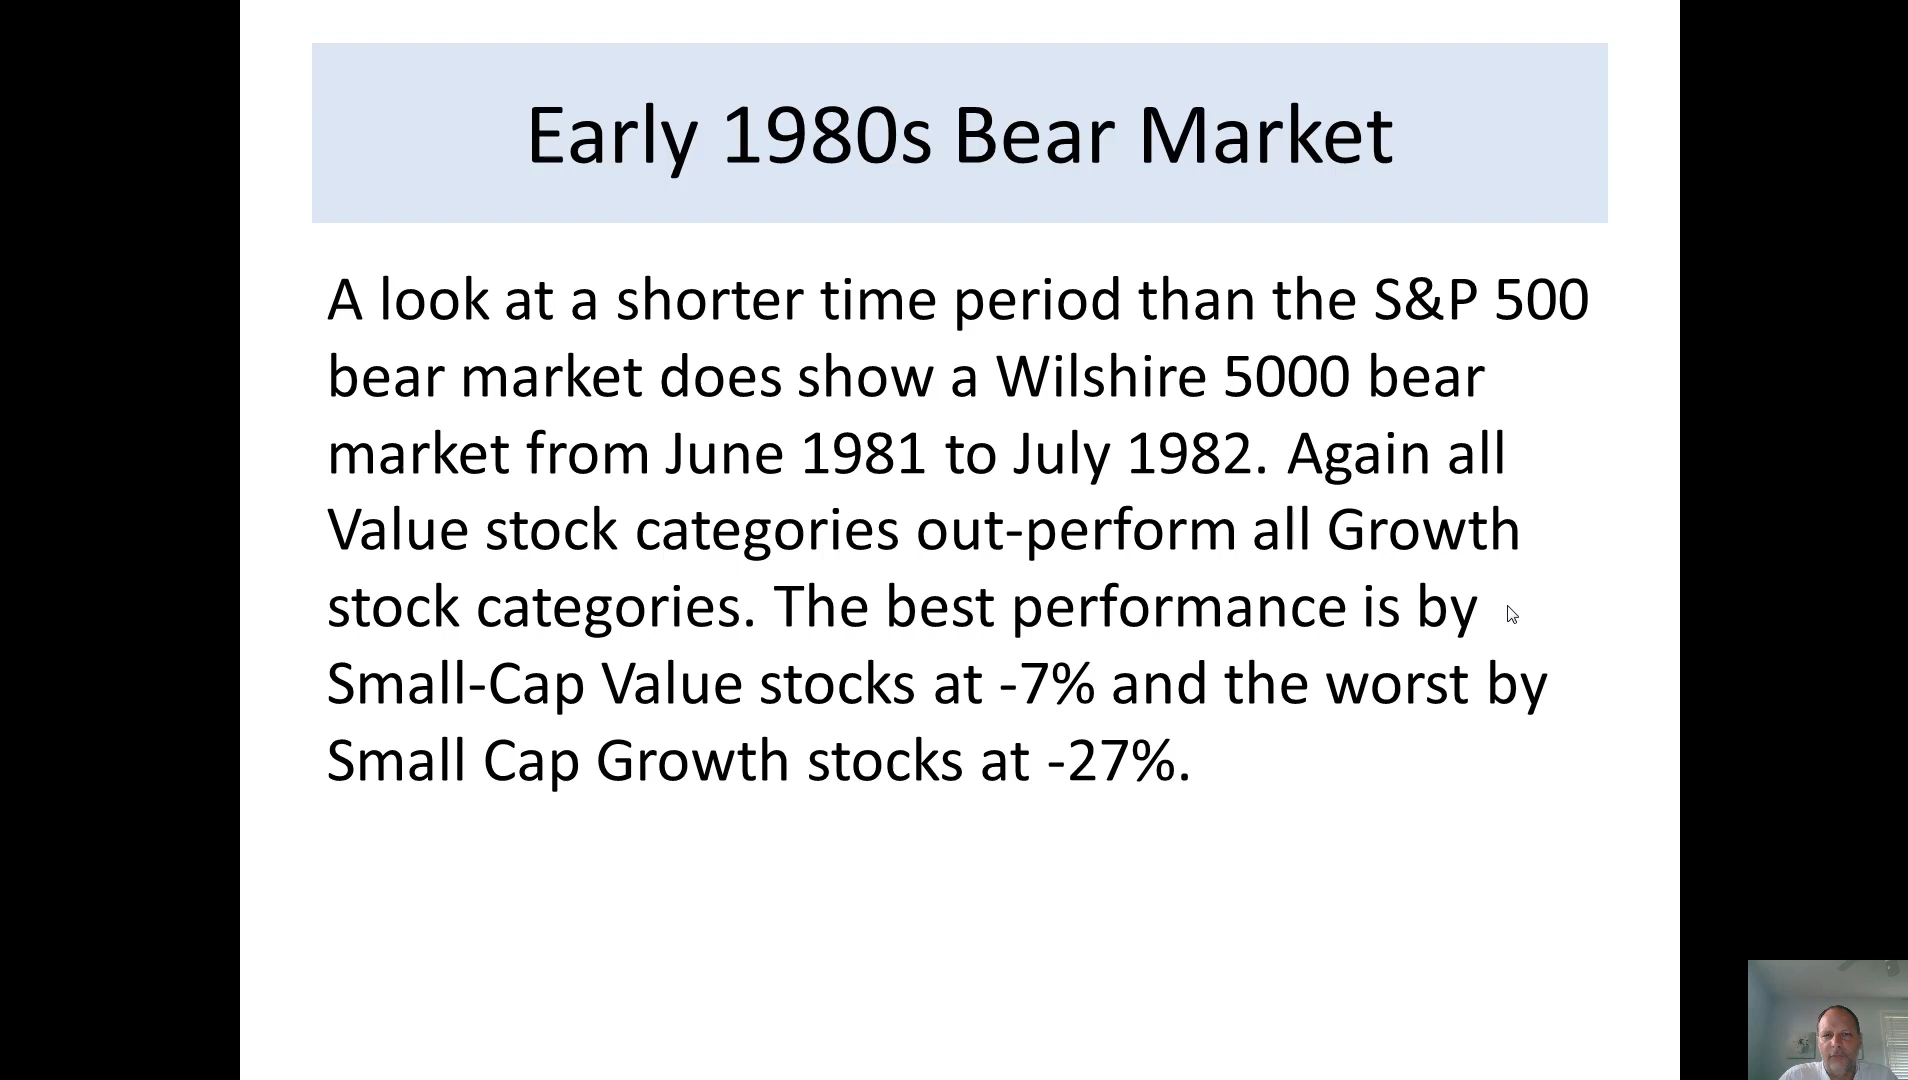 Early 1980s Bear Market
A look at a shorter time period than the S&P 500
bear market does show a Wilshire 5000 bear
market from June 1981 to July 1982. Again all
Value stock categories out-perform all Growth
stock categories. The best performance is by
Small-Cap Value stocks at -7% and the worst by
Small Cap Growth stocks at -27%.